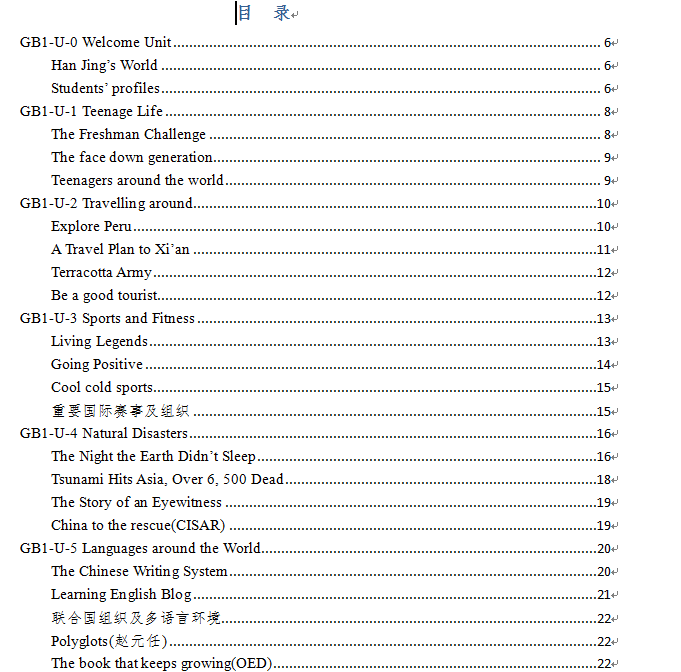 目 录
GB1-U-0 Welcome Unit 6
Han Jing’s World 6
Students’ profiles 6
GB1-U-1 Teenage Life 8
The Freshman Challenge 8
The face down generation 9
Teenagers around the world 9
GB1-U-2 Travelling around 10
Explore Peru 10
A Travel Plan to Xi’an 11
Terracotta Army 12
Be a good tourist 12
GB1-U-3 Sports and Fitness 13
Living Legends 13
Going Positive 14
Cool cold sports 15
重要国际赛事及组织 15
GB1-U-4 Natural Disasters 16
The Night the Earth Didn’t Sleep 16
Tsunami Hits Asia, Over 6, 500 Dead 18
The Story of an Eyewitness 19
China to the rescue(CISAR) 19
GB1-U-5 Languages around the World 20
The Chinese Writing System 20
Learning English Blog 21
联合国组织及多语言环境 22
Polyglots(赵元任) 22
The book that keeps growing(OED) 22